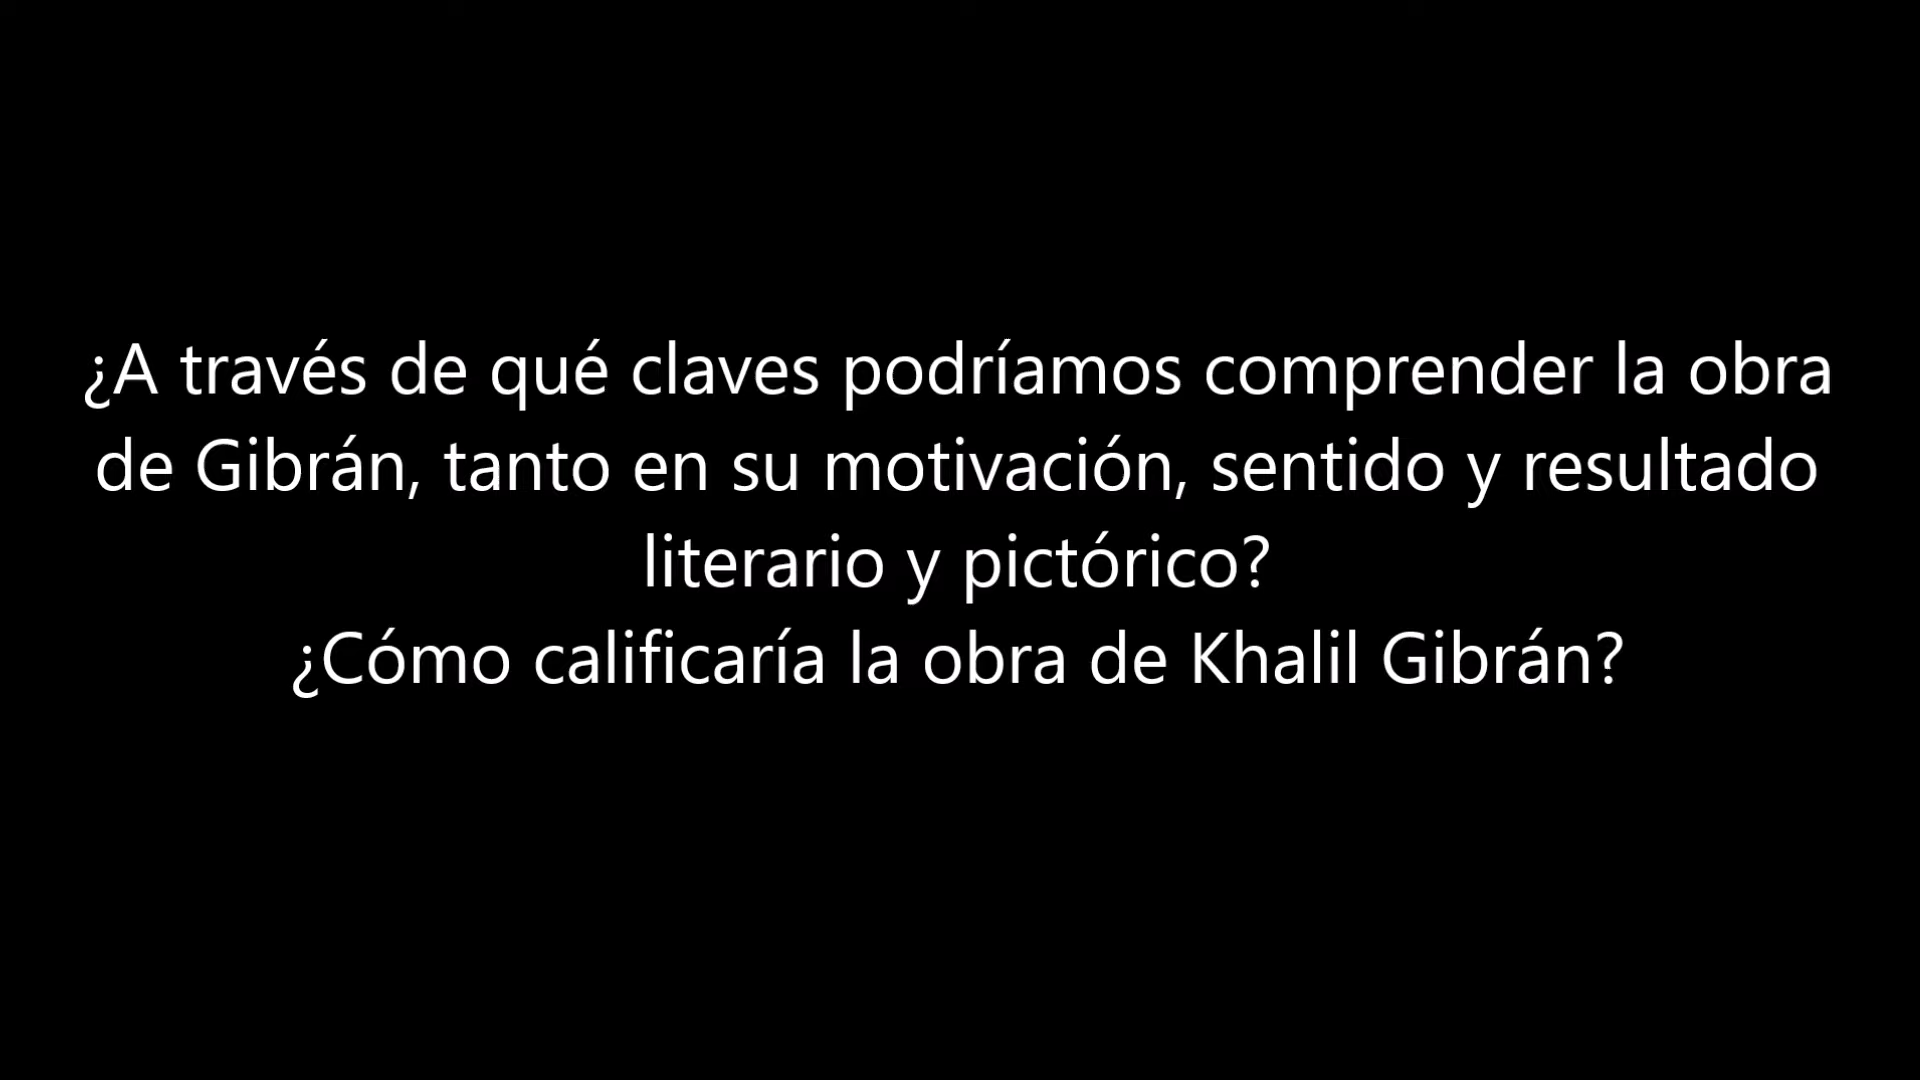 ¿A través de qué claves podríamos comprender la obra
de Gibrán, tanto en su motivación, sentido y resultado
literario y pictórico?
¿Cómo calificaría la obra de Khalil Gibrán?